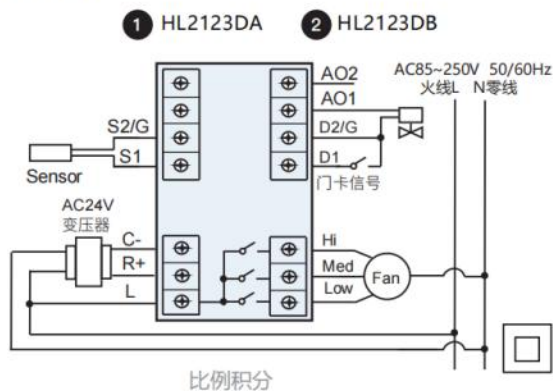 1 HL2123DA 2 HL2123DB
AC85~250V 50/60Hz
火线L N零线
AO2
AO1
S2/G D2/G
S1 D1
Sensor 门卡信号
AC24V
变压器
C- Hi
R+ Med
Fan
L Low
比例积分